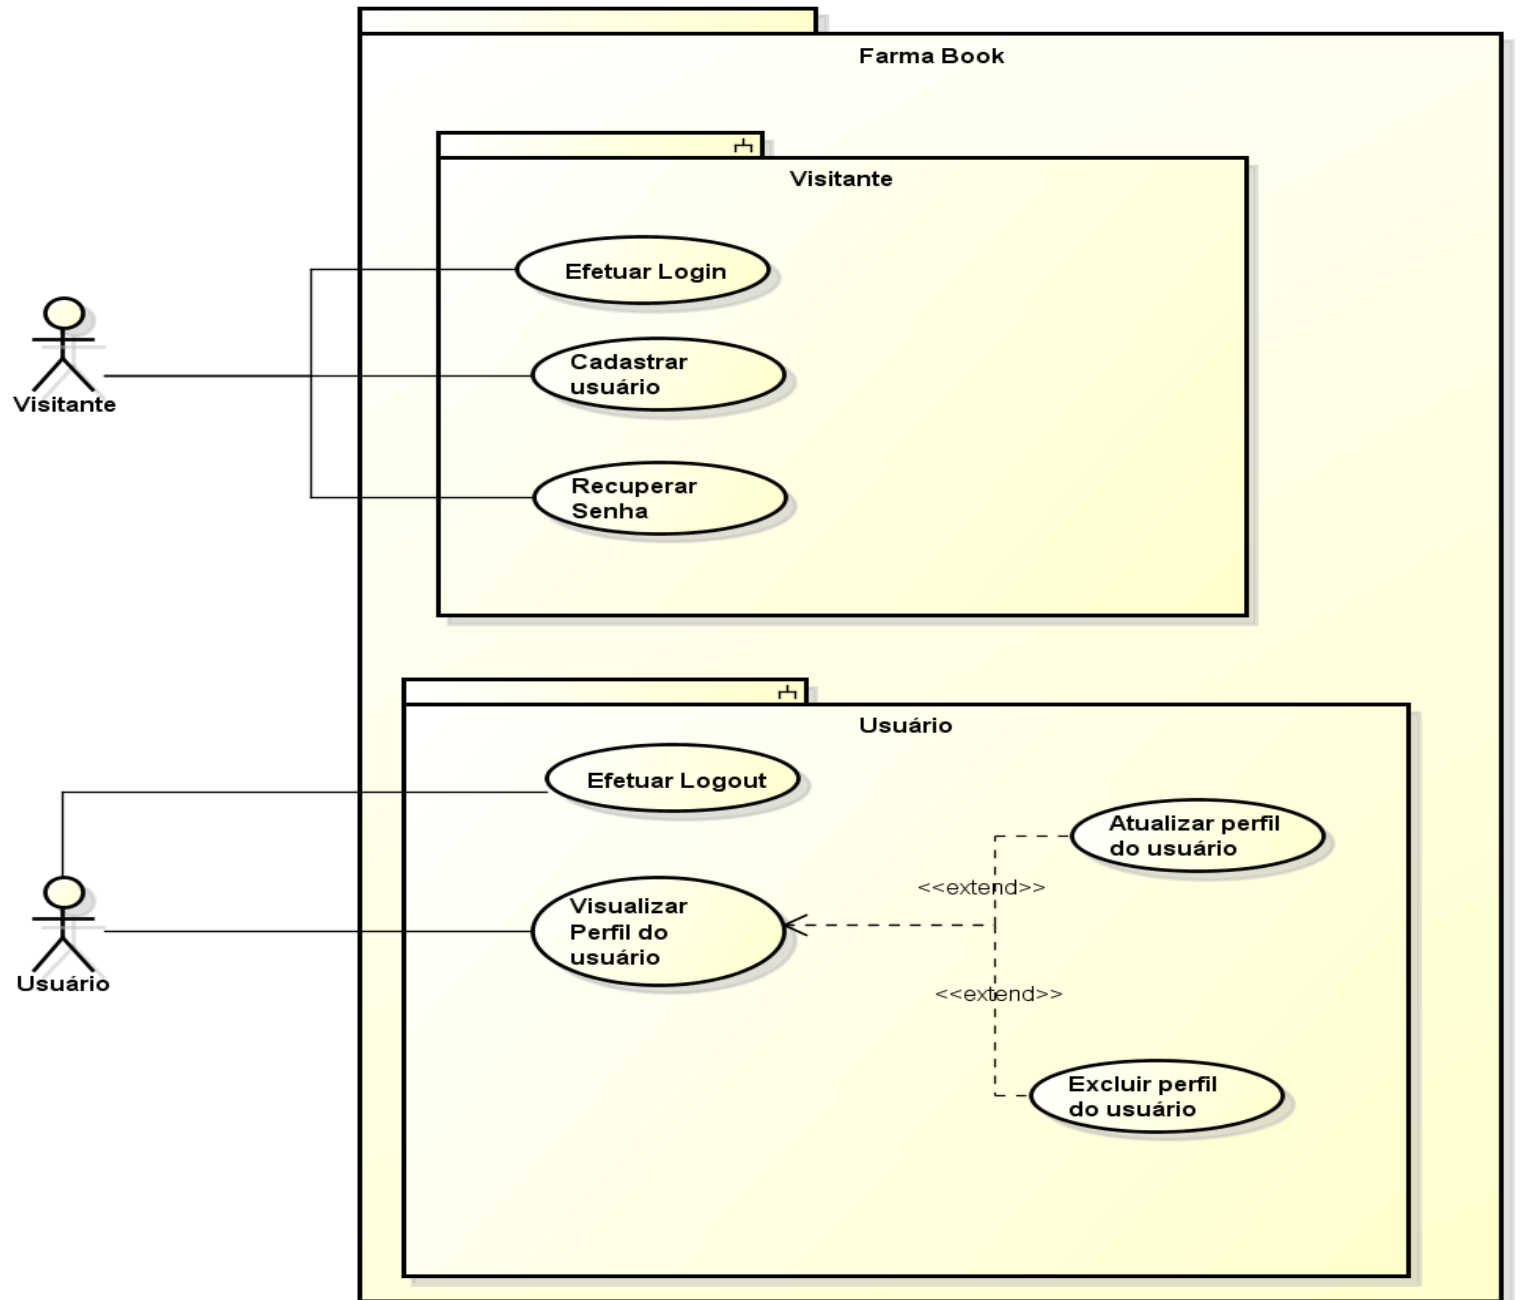 Farma Book
Visitante
Efetuar Login
Cadastrar
usuário
Recuperar
Senha
Visitante
Usuário
Efetuar Logout
Atualizar perfil
do usuário
<<extend>>
Visualizar
Perfil do
usuário
Usuário
<<extend>>
Excluir perfil
do usuário